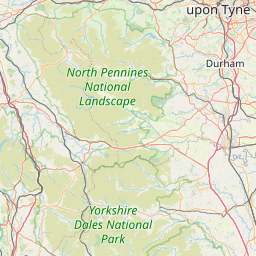 upon Tyne
Durham
North Pennines
National
Landscape
Yorkshire
Dales National
Park